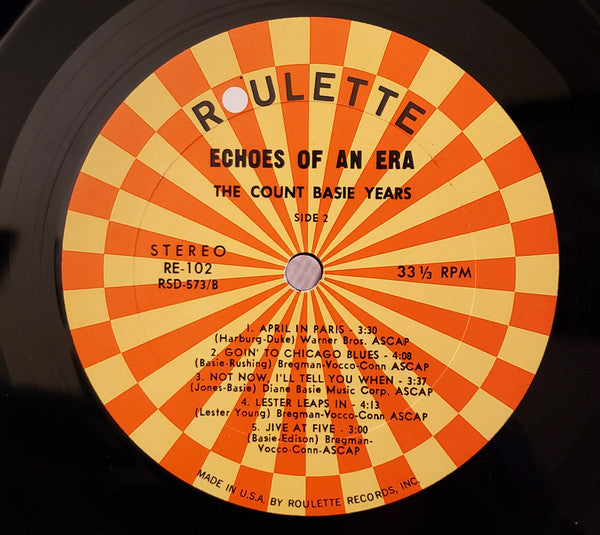 ROULETTE
ECHOES OF AN ERA
THE COUNT BASIE YEARS
SIDE 2
STEREO
RE-102
RSD-573/B
33 ⅓ RPM
1. APRIL IN PARIS - 3:30
(Harburg-Duke) Warner Bros. ASCAP
2. GOIN' TO CHICAGO BLUES - 4:08
(Basie-Rushing) Bregman-Vocco-Conn ASCAP
3. NOT NOW, I'LL TELL YOU WHEN - 3:37
(Jones-Basie) Diane Basie Music Corp. ASCAP
4. LESTER LEAPS IN - 4:13
(Lester Young) Bregman-Vocco-Conn ASCAP
5. JIVE AT FIVE - 3:00
(Basie-Edison) Bregman-
Vocco-Conn-ASCAP
MADE IN U.S.A. BY ROULETTE RECORDS, INC.